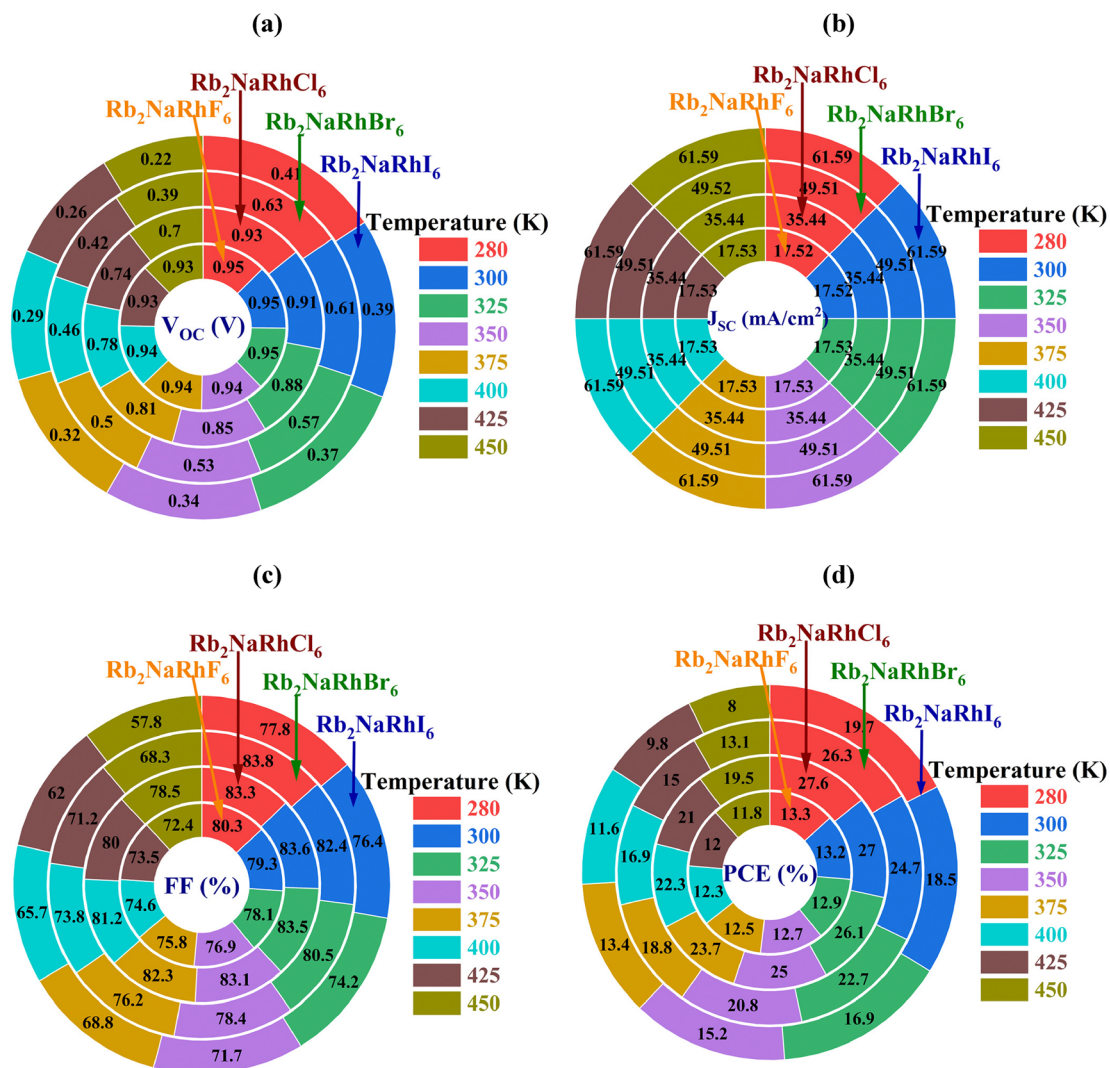 (a)
Rb₂NaRhCl₆
Rb₂NaRhF₆
Rb₂NaRhBr₆
Rb₂NaRhI₆
Temperature (K)
280
300
325
350
375
400
425
450
V_OC (V)
0.41 0.39 0.37 0.34 0.32 0.29 0.26 0.22
0.63 0.61 0.57 0.53 0.5 0.46 0.42 0.39
0.93 0.91 0.88 0.85 0.81 0.78 0.74 0.7
0.95 0.95 0.95 0.94 0.94 0.94 0.93 0.93
(b)
Rb₂NaRhCl₆
Rb₂NaRhF₆
Rb₂NaRhBr₆
Rb₂NaRhI₆
Temperature (K)
280
300
325
350
375
400
425
450
J_SC (mA/cm²)
61.59 61.59 61.59 61.59 61.59 61.59 61.59 61.59
49.51 49.51 49.51 49.51 49.51 49.51 49.51 49.52
35.44 35.44 35.44 35.44 35.44 35.44 35.44 35.44
17.52 17.52 17.53 17.53 17.53 17.53 17.53 17.53
(c)
Rb₂NaRhCl₆
Rb₂NaRhF₆
Rb₂NaRhBr₆
Rb₂NaRhI₆
Temperature (K)
280
300
325
350
375
400
425
450
FF (%)
77.8 76.4 74.2 71.7 68.8 65.7 62 57.8
83.8 82.4 80.5 78.4 76.2 73.8 71.2 68.3
83.3 83.6 83.5 83.1 82.3 81.2 80 78.5
80.3 79.3 78.1 76.9 75.8 74.6 73.5 72.4
(d)
Rb₂NaRhCl₆
Rb₂NaRhF₆
Rb₂NaRhBr₆
Rb₂NaRhI₆
Temperature (K)
280
300
325
350
375
400
425
450
PCE (%)
19.7 18.5 16.9 15.2 13.4 11.6 9.8 8
26.3 24.7 22.7 20.8 18.8 16.9 15 13.1
27.6 27 26.1 25 23.7 22.3 21 19.5
13.3 13.2 12.9 12.7 12.5 12.3 12 11.8